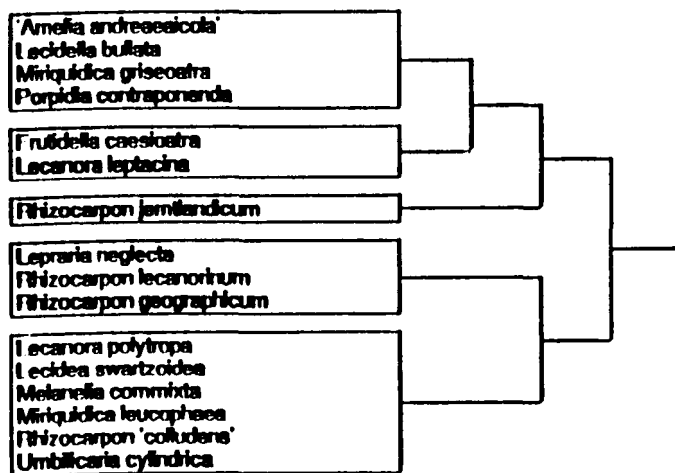 'Amelia andreaeicola'
Lecidella bullata
Miriquidica griseoatra
Porpidia contraponenda
Frutidella caesioatra
Lecanora leptacina
Rhizocarpon jemtlandicum
Lepraria neglecta
Rhizocarpon lecanorinum
Rhizocarpon geographicum
Lecanora polytropa
Lecidea swartzoidea
Melanelia commixta
Miriquidica leucophaea
Rhizocarpon 'colludens'
Umbilicaria cylindrica